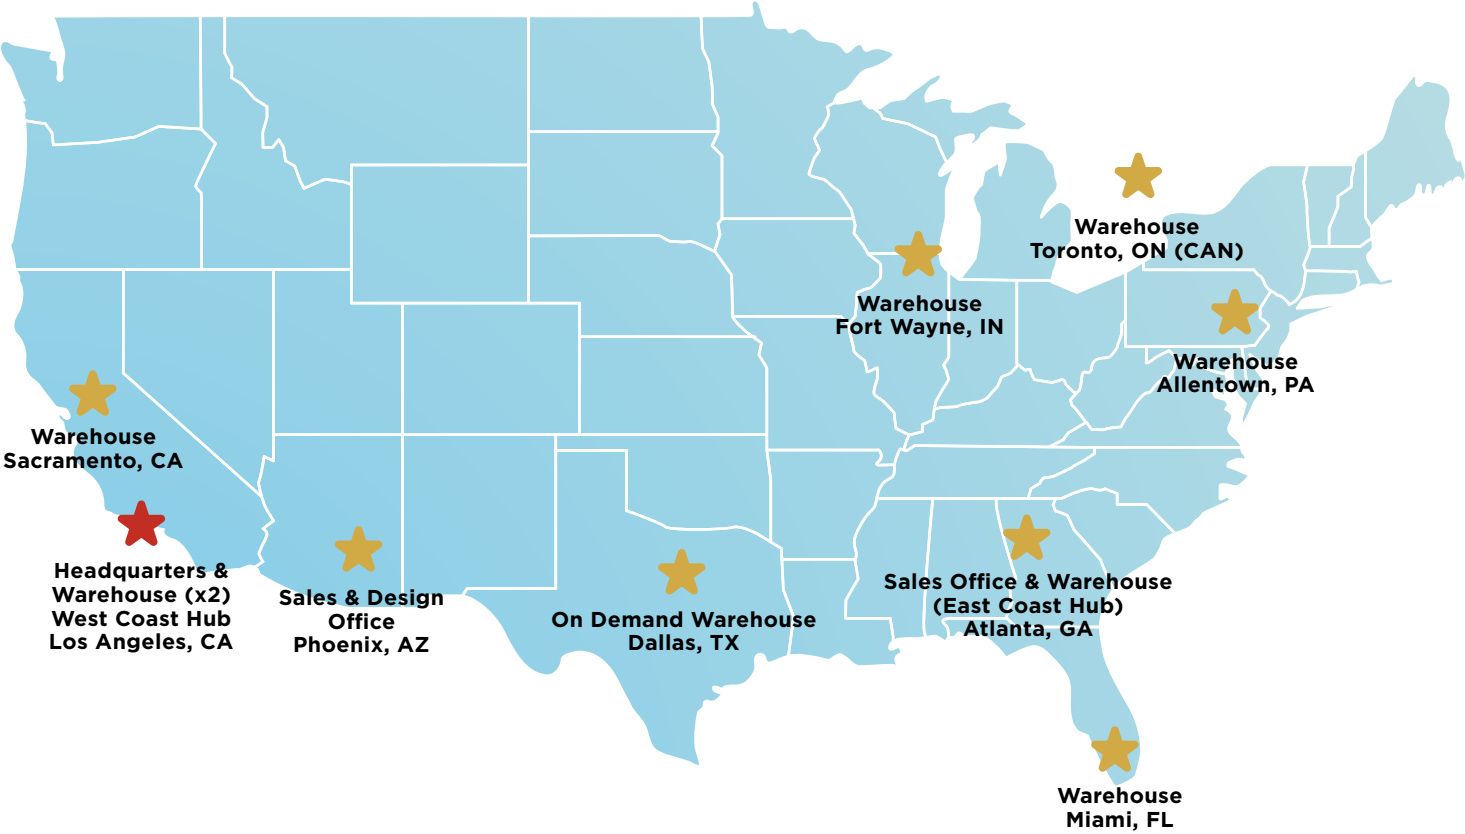 Warehouse
Toronto, ON (CAN)
Warehouse
Fort Wayne, IN
Warehouse
Allentown, PA
Warehouse
Sacramento, CA
Headquarters &
Warehouse (x2)
West Coast Hub
Los Angeles, CA
Sales & Design
Office
Phoenix, AZ
On Demand Warehouse
Dallas, TX
Sales Office & Warehouse
(East Coast Hub)
Atlanta, GA
Warehouse
Miami, FL